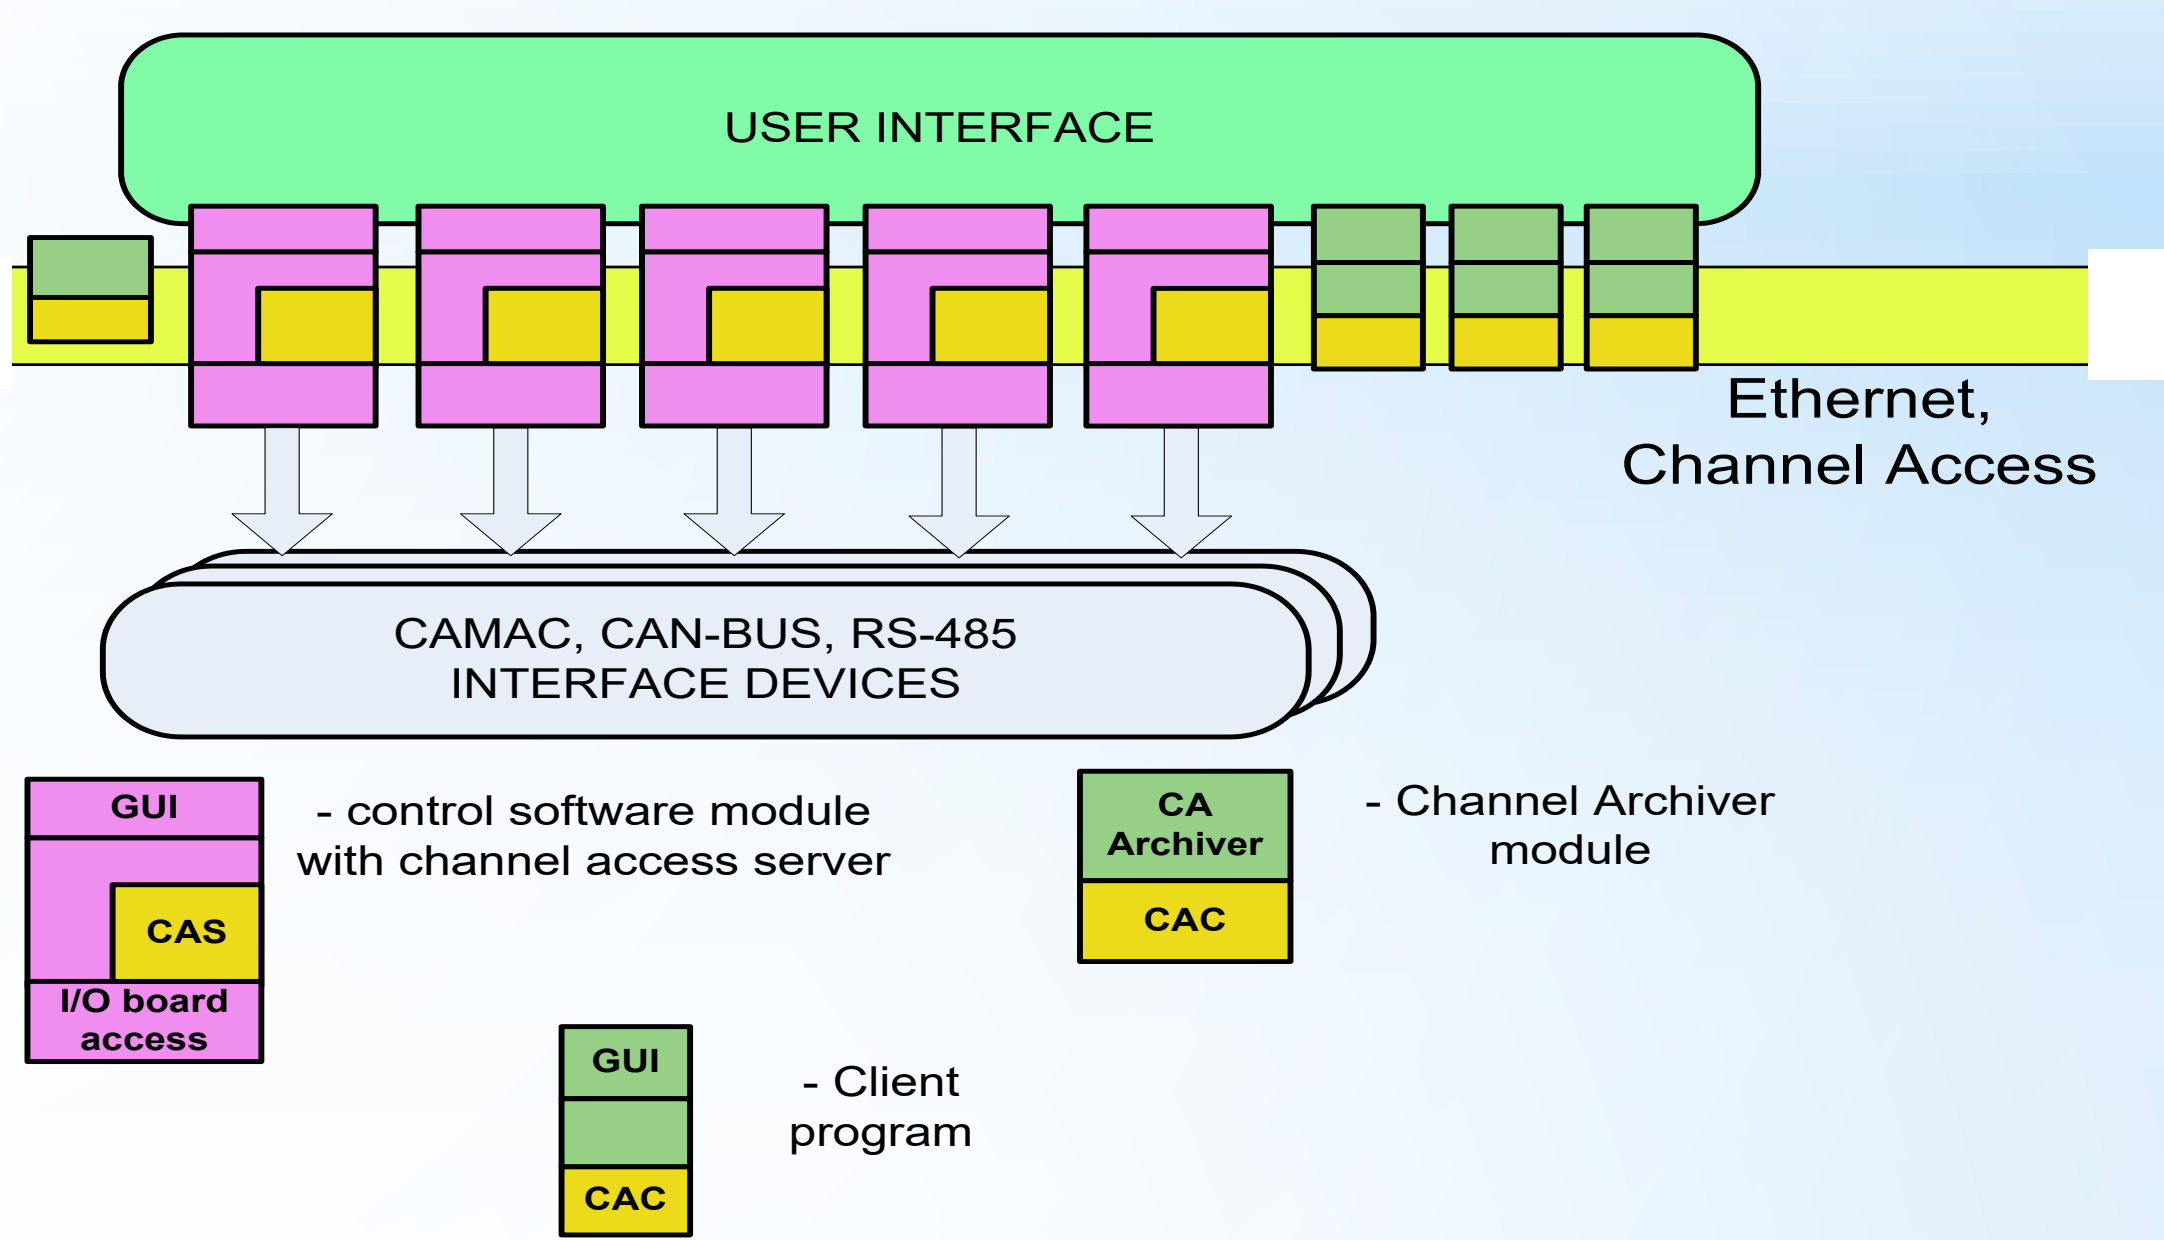 USER INTERFACE
Ethernet,
Channel Access
CAMAC, CAN-BUS, RS-485
INTERFACE DEVICES
GUI
CAS
I/O board
access
- control software module
with channel access server
CA
Archiver
CAC
- Channel Archiver
module
GUI
CAC
- Client
program